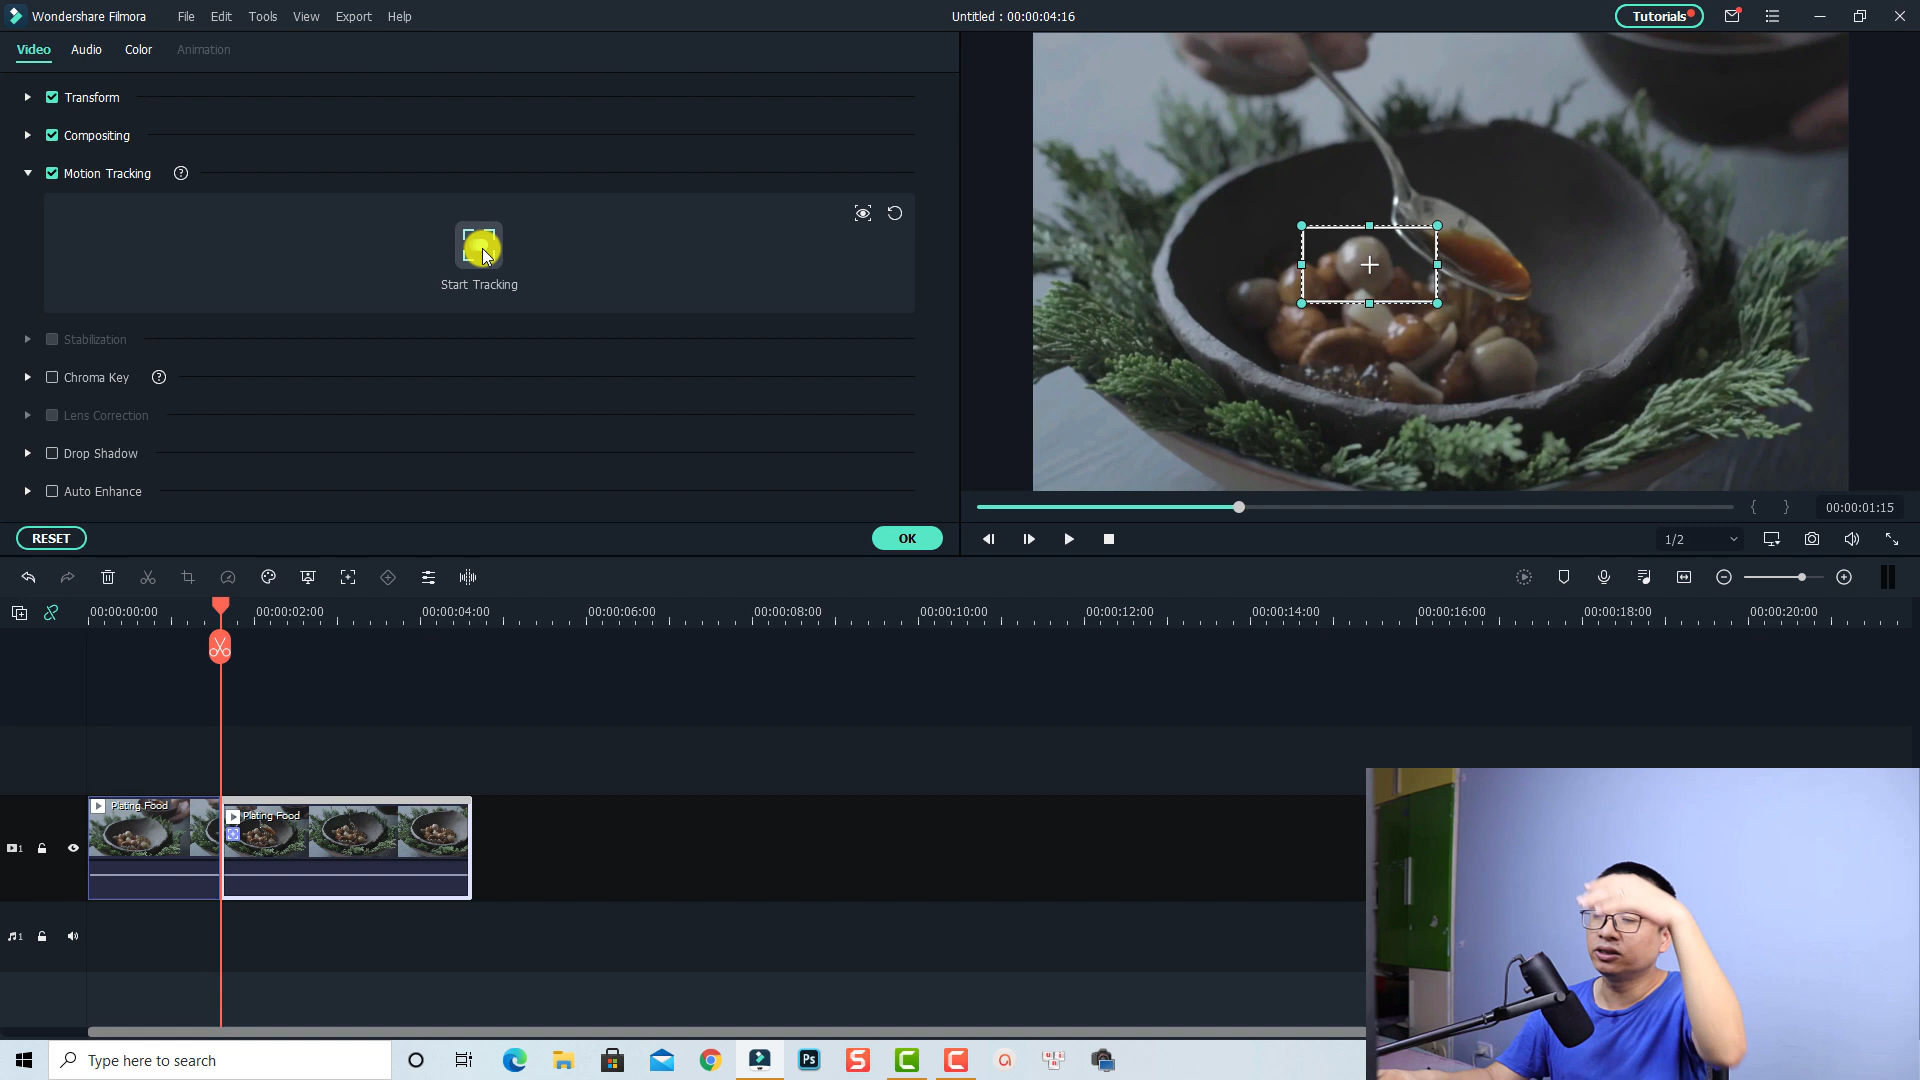 Wondershare Filmora File Edit Tools View Export Help Untitled : 00:00:04:16 Tutorials
Video Audio Color Animation
Transform
Compositing
Motion Tracking ?
Start Tracking
Stabilization
Chroma Key ?
Lens Correction
Drop Shadow
Auto Enhance
{ } 00:00:01:15
RESET OK
1/2
00:00:00:00 00:00:02:00 00:00:04:00 00:00:06:00 00:00:08:00 00:00:10:00 00:00:12:00 00:00:14:00 00:00:16:00 00:00:18:00 00:00:20:00
Plating Food
Plating Food
1
1
Type here to search
Ps
S
C
C